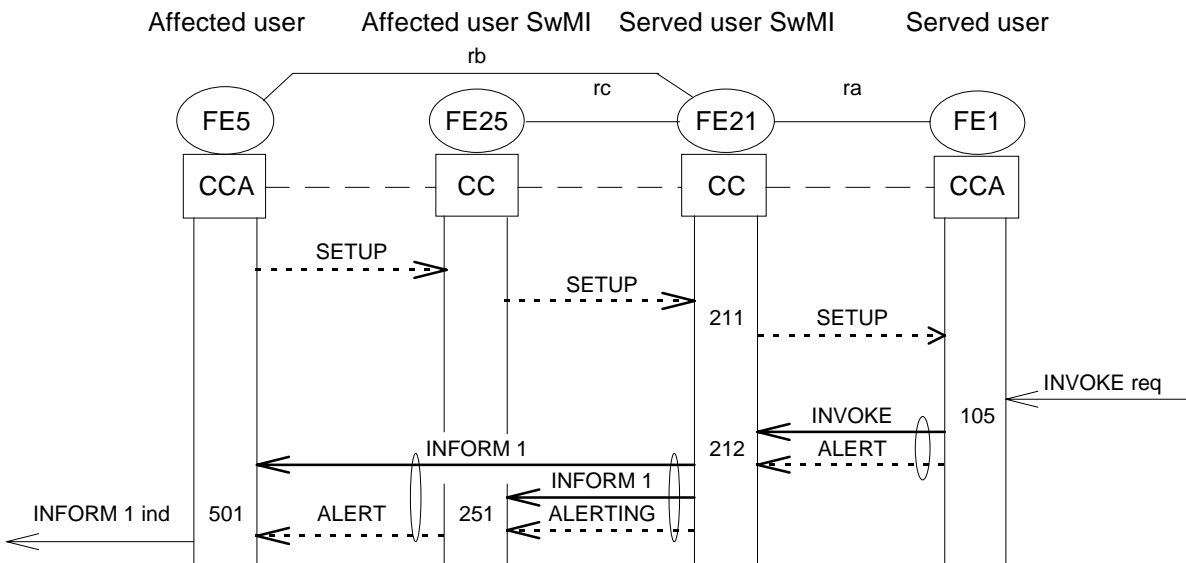 Affected user Affected user SwMI Served user SwMI Served user
rb
rc ra
FE5 FE25 FE21 FE1
CCA CC CC CCA
SETUP
SETUP
211 SETUP
INVOKE req
INVOKE 105
INFORM 1 212 ALERT
INFORM 1
INFORM 1 ind 501 ALERT 251 ALERTING